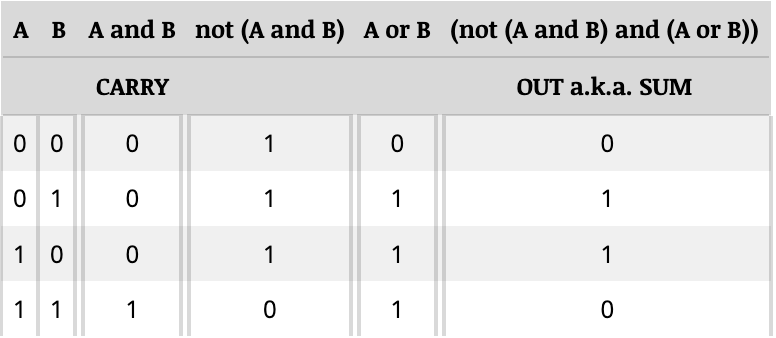 A B A and B not (A and B) A or B (not (A and B) and (A or B))
CARRY OUT a.k.a. SUM
0 0 0 1 0 0
0 1 0 1 1 1
1 0 0 1 1 1
1 1 1 0 1 0